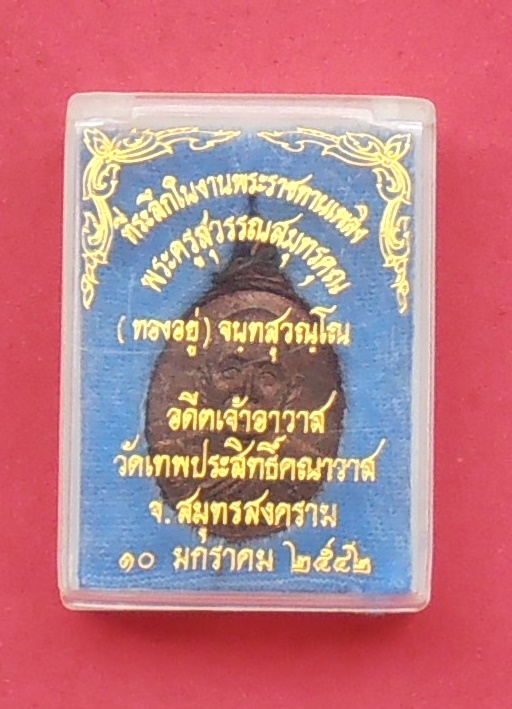 ที่ระลึกในงานพระราชทานเพลิง
พระครูสุวรรณสมุทรคุณ
(ทองอยู่) จนฺทสุวณฺโณ
อดีตเจ้าอาวาส
วัดเทพประสิทธิ์คณาวาส
จ.สมุทรสงคราม
๑๐ มกราคม ๒๕๔๒